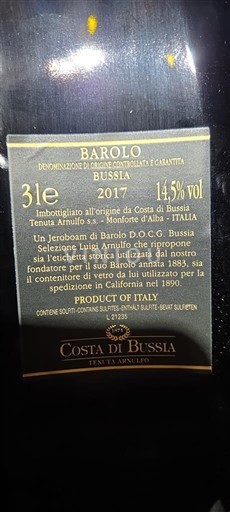 BAROLO
DENOMINAZIONE DI ORIGINE CONTROLLATA E GARANTITA
BUSSIA
3 l e 2017 14,5% vol
Imbottigliato all'origine da Costa di Bussia
Tenuta Arnulfo s.s. - Monforte d'Alba - ITALIA
Un Jeroboam di Barolo D.O.C.G. Bussia
Selezione Luigi Arnulfo che ripropone
sia l'etichetta storica utilizzata dal nostro
fondatore per il suo Barolo annata 1883, sia
il contenitore di vetro da lui utilizzato per la
spedizione in California nel 1890.
PRODUCT OF ITALY
CONTIENE SOLFITI-CONTAINS SULFITES-ENTHÄLT SULFITE-BEVAT SULFIETEN
L 21235
1874
COSTA DI BUSSIA
TENUTA ARNULFO